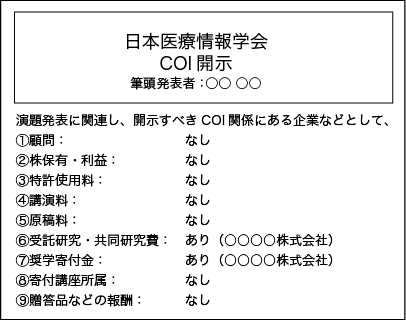 日本医療情報学会
COI 開示
筆頭発表者：○○ ○○
演題発表に関連し、開示すべき COI 関係にある企業などとして、
①顧問： なし
②株保有・利益： なし
③特許使用料： なし
④講演料： なし
⑤原稿料： なし
⑥受託研究・共同研究費： あり（○○○○株式会社）
⑦奨学寄付金： あり（○○○○株式会社）
⑧寄付講座所属： なし
⑨贈答品などの報酬： なし